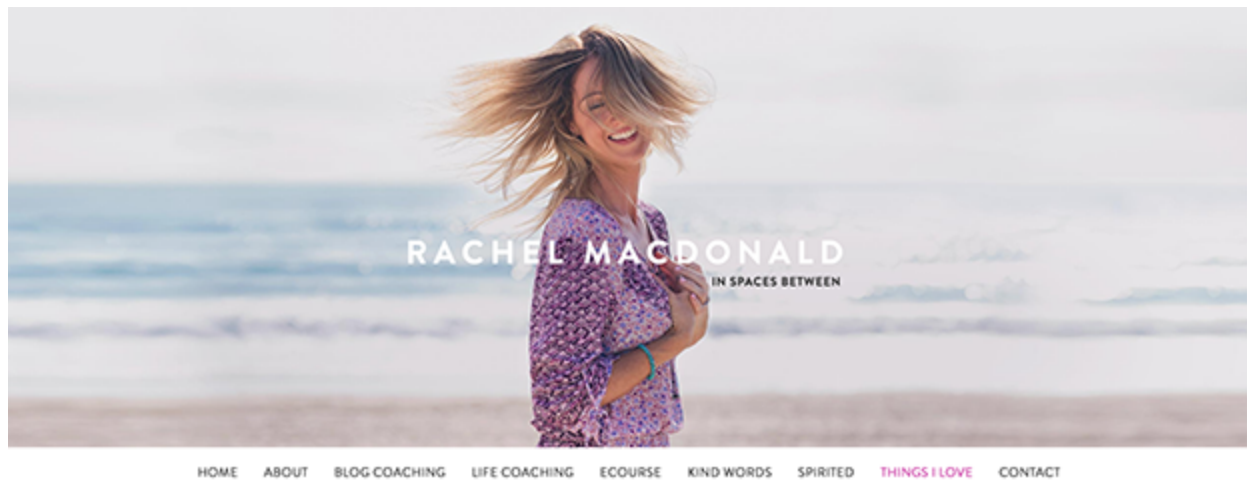 RACHEL MACDONALD
IN SPACES BETWEEN
HOME ABOUT BLOG COACHING LIFE COACHING ECOURSE KIND WORDS SPIRITED THINGS I LOVE CONTACT